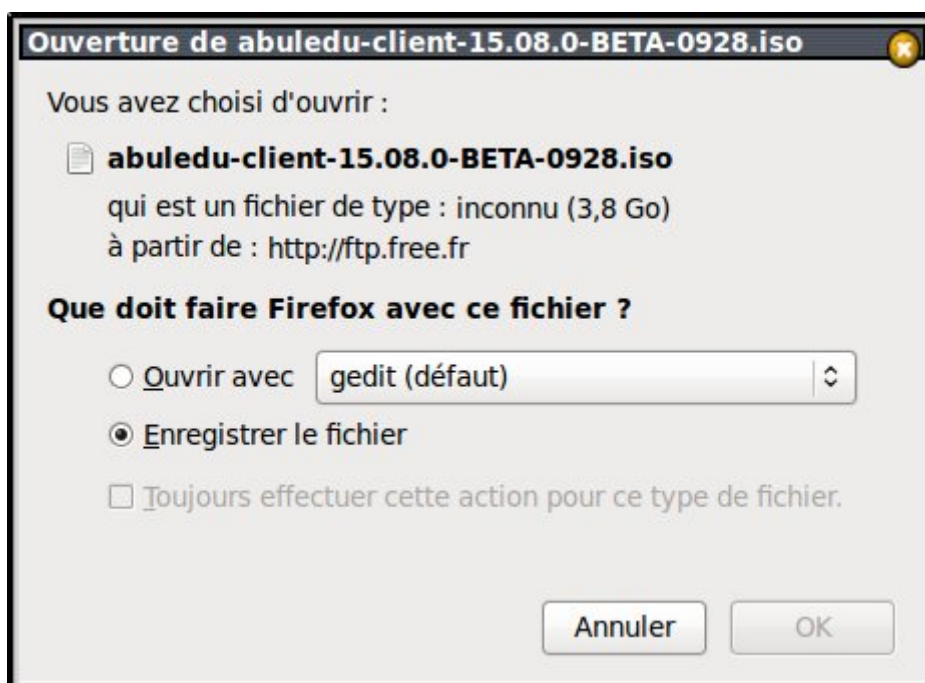 Ouverture de abuledu-client-15.08.0-BETA-0928.iso
Vous avez choisi d'ouvrir :
abuledu-client-15.08.0-BETA-0928.iso
qui est un fichier de type : inconnu (3,8 Go)
à partir de : http://ftp.free.fr
Que doit faire Firefox avec ce fichier ?
Ouvrir avec gedit (défaut)
Enregistrer le fichier
Toujours effectuer cette action pour ce type de fichier.
Annuler OK